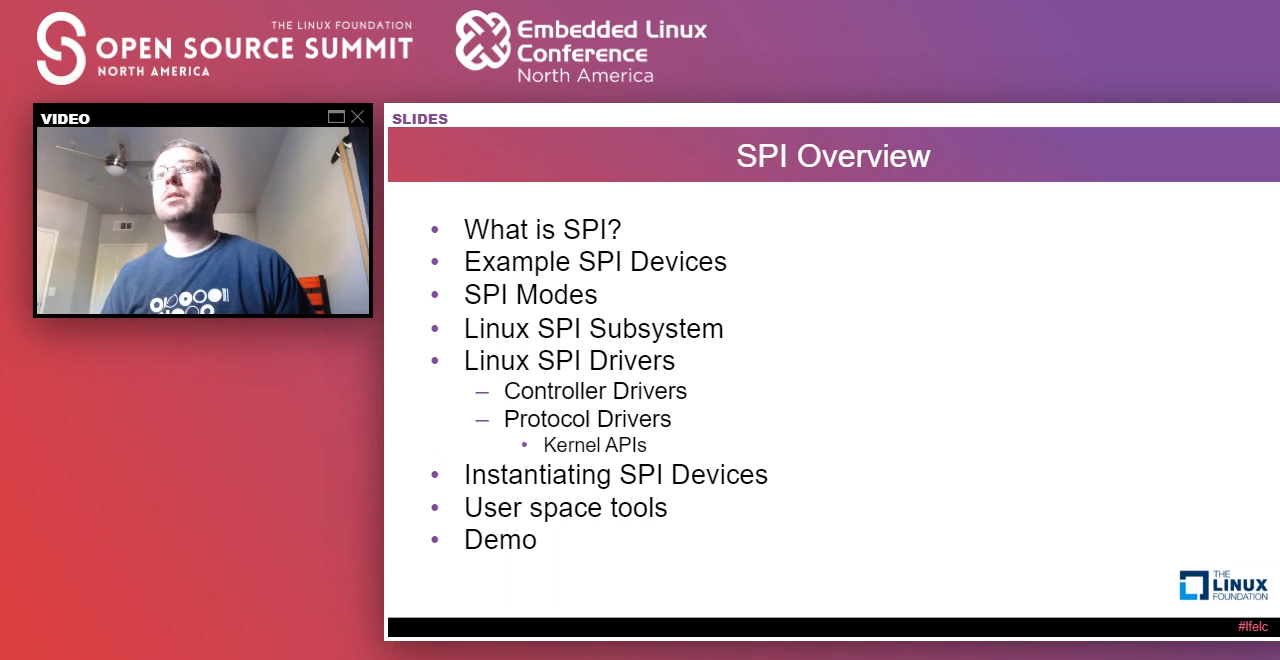 THE LINUX FOUNDATION
OPEN SOURCE SUMMIT
NORTH AMERICA
Embedded Linux
Conference
North America
VIDEO
SLIDES
SPI Overview
• What is SPI?
• Example SPI Devices
• SPI Modes
• Linux SPI Subsystem
• Linux SPI Drivers
– Controller Drivers
– Protocol Drivers
• Kernel APIs
• Instantiating SPI Devices
• User space tools
• Demo
THE
LINUX
FOUNDATION
#lfelc